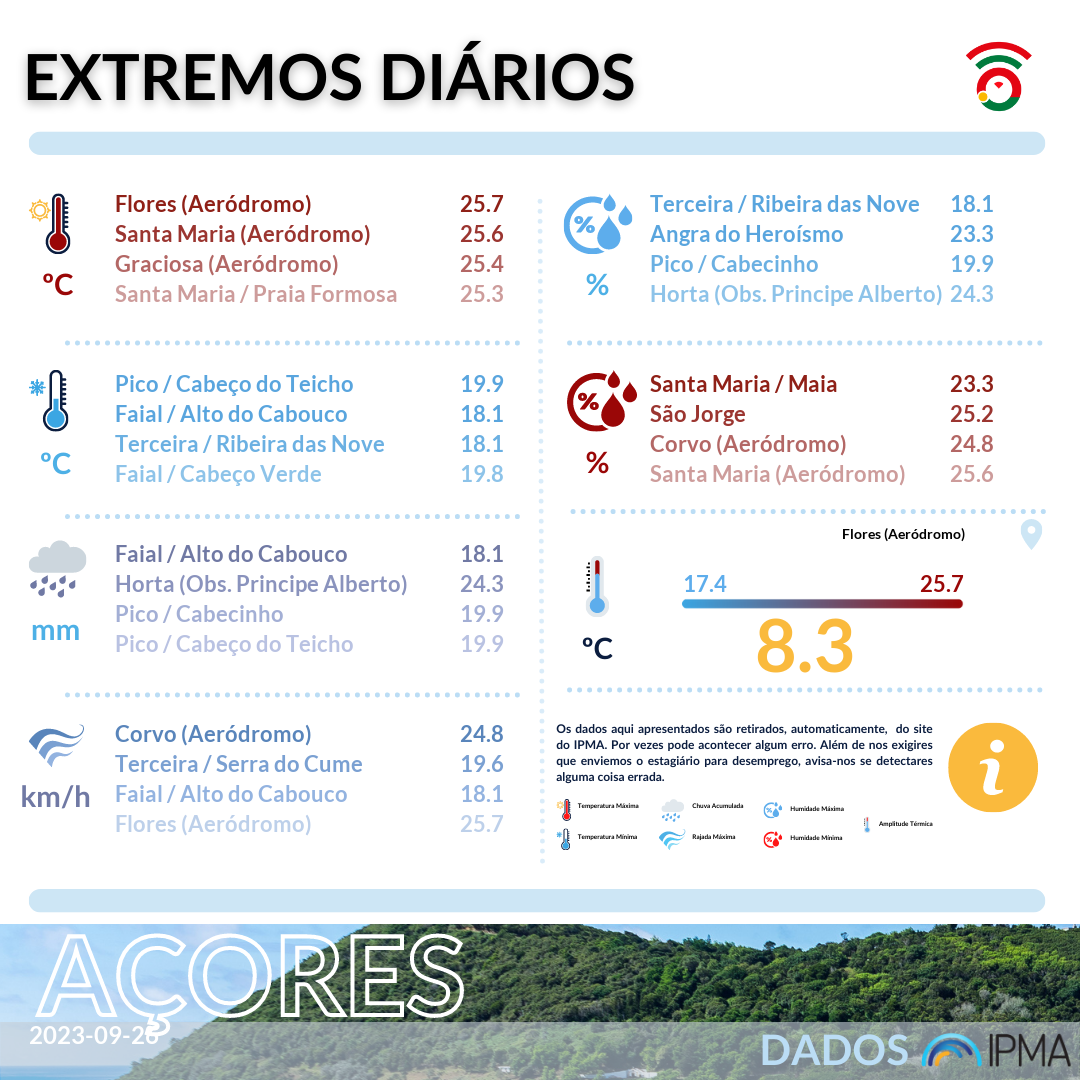 EXTREMOS DIÁRIOS
Flores (Aeródromo) 25.7
Santa Maria (Aeródromo) 25.6
Graciosa (Aeródromo) 25.4
Santa Maria / Praia Formosa 25.3
ºC
Pico / Cabeço do Teicho 19.9
Faial / Alto do Cabouco 18.1
Terceira / Ribeira das Nove 18.1
Faial / Cabeço Verde 19.8
ºC
Faial / Alto do Cabouco 18.1
Horta (Obs. Principe Alberto) 24.3
Pico / Cabecinho 19.9
Pico / Cabeço do Teicho 19.9
mm
Corvo (Aeródromo) 24.8
Terceira / Serra do Cume 19.6
Faial / Alto do Cabouco 18.1
Flores (Aeródromo) 25.7
km/h
Terceira / Ribeira das Nove 18.1
Angra do Heroísmo 23.3
Pico / Cabecinho 19.9
Horta (Obs. Principe Alberto) 24.3
%
%
Santa Maria / Maia 23.3
São Jorge 25.2
Corvo (Aeródromo) 24.8
Santa Maria (Aeródromo) 25.6
%
%
Flores (Aeródromo)
17.4 25.7
8.3
ºC
Os dados aqui apresentados são retirados, automaticamente, do site
do IPMA. Por vezes pode acontecer algum erro. Além de nos exigires
que enviemos o estagiário para desemprego, avisa-nos se detectares
alguma coisa errada.
i
Temperatura Máxima Chuva Acumulada Humidade Máxima
Amplitude Térmica
Temperatura Mínima Rajada Máxima Humidade Mínima
AÇORES
2023-09-26
DADOS IPMA